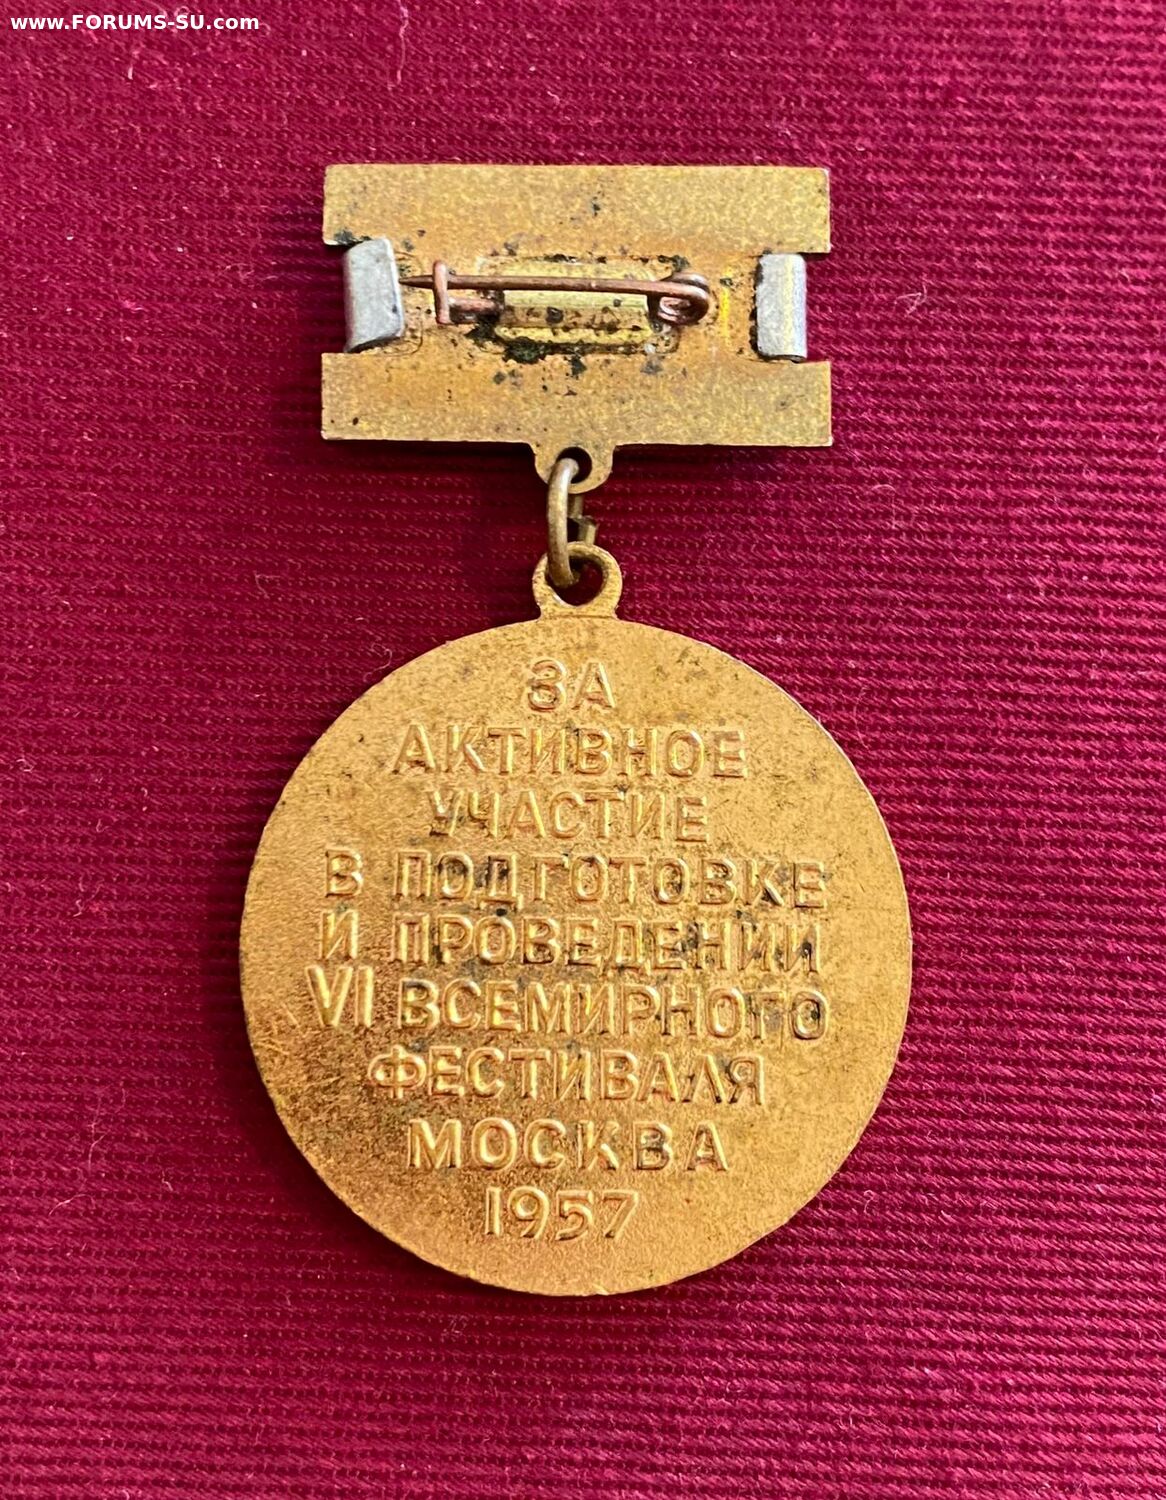 www.FORUMS-SU.com
ЗА
АКТИВНОЕ
УЧАСТИЕ
В ПОДГОТОВКЕ
И ПРОВЕДЕНИИ
VI ВСЕМИРНОГО
ФЕСТИВАЛЯ
МОСКВА
1957